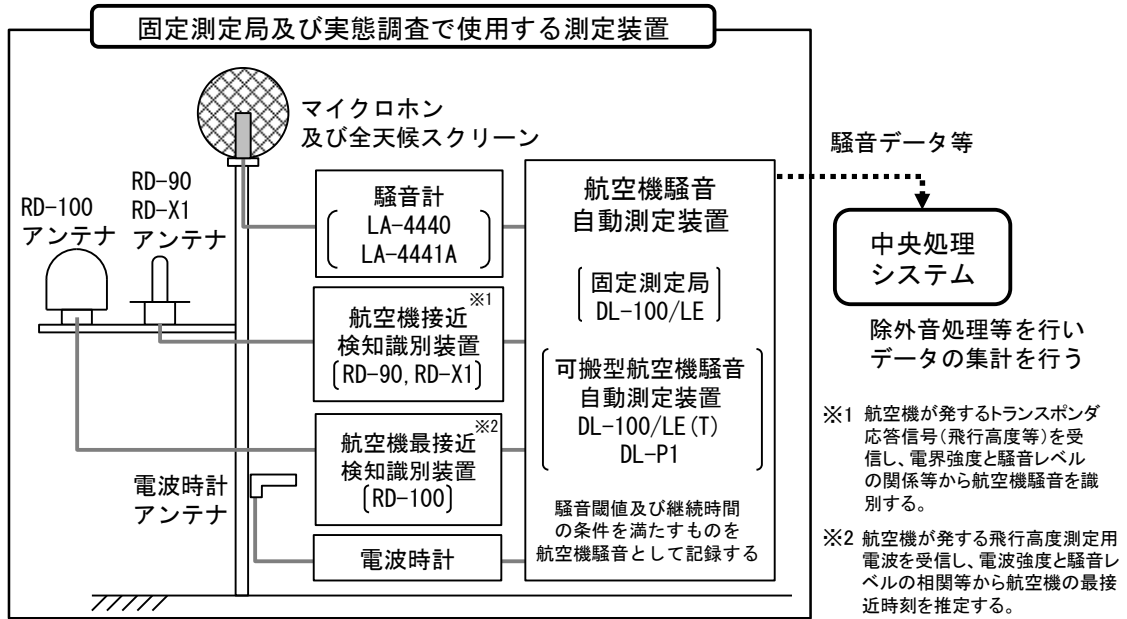 固定測定局及び実態調査で使用する測定装置
マイクロホン
及び全天候スクリーン
RD-90
RD-X1
アンテナ
RD-100
アンテナ
騒音計
LA-4440
LA-4441A
航空機接近※1
検知識別装置
(RD-90,RD-X1)
航空機最接近※2
検知識別装置
(RD-100)
電波時計
アンテナ
電波時計
航空機騒音
自動測定装置
固定測定局
DL-100/LE
可搬型航空機騒音
自動測定装置
DL-100/LE(T)
DL-P1
騒音閾値及び継続時間
の条件を満たすものを
航空機騒音として記録する
騒音データ等
中央処理
システム
除外音処理等を行い
データの集計を行う
※1 航空機が発するトランスポンダ
応答信号(飛行高度等)を受
信し、電界強度と騒音レベル
の関係等から航空機騒音を識
別する。
※2 航空機が発する飛行高度測定用
電波を受信し、電波強度と騒音レ
ベルの相関等から航空機の最接
近時刻を推定する。